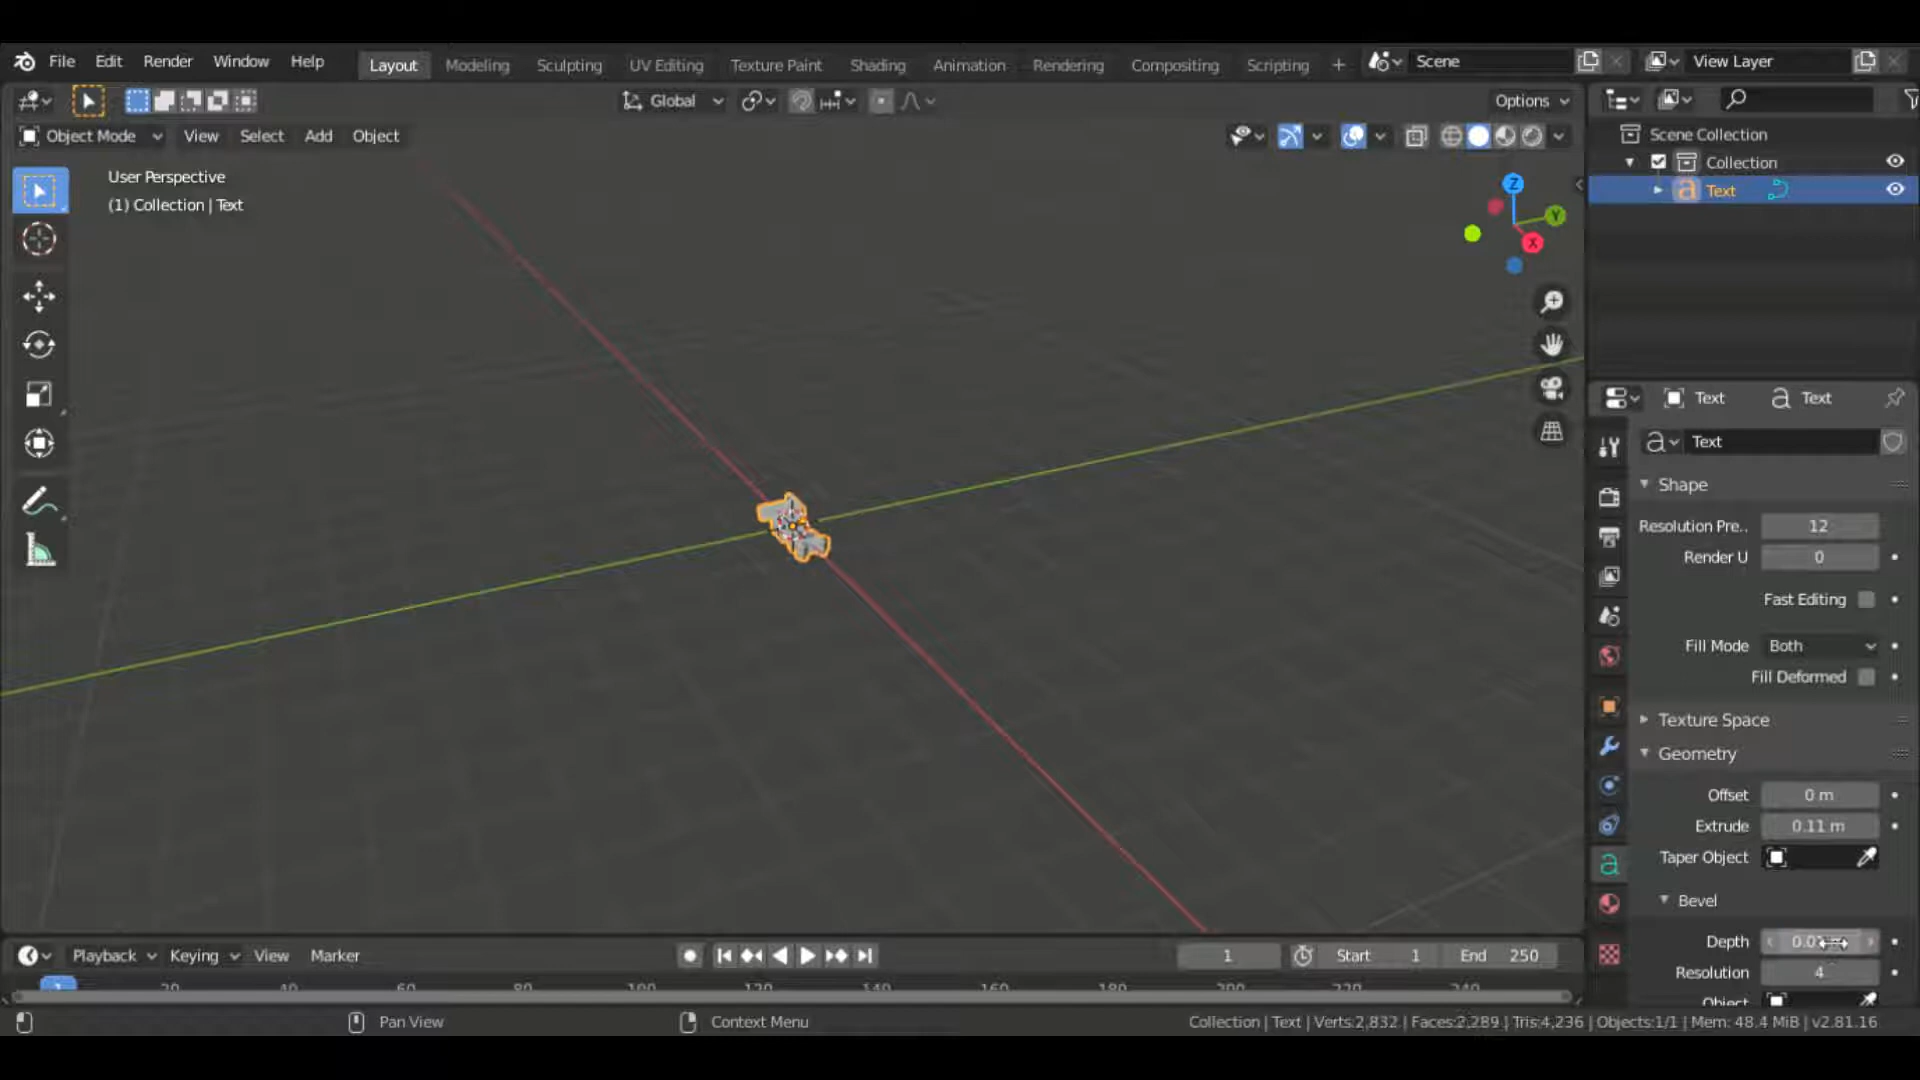 File Edit Render Window Help Layout Modeling Sculpting UV Editing Texture Paint Shading Animation Rendering Compositing Scripting + Scene View Layer
Global Options
Object Mode View Select Add Object
Scene Collection
Collection
Text
User Perspective
(1) Collection | Text
Z
Y
X
Text a Text
a Text
Shape
Resolution Pre.. 12
Render U 0
Fast Editing
Fill Mode Both
Fill Deformed
Texture Space
Geometry
Offset 0 m
Extrude 0.11 m
Taper Object
Bevel
Depth
Resolution 4
Object
Playback Keying View Marker 1 Start 1 End 250
1 20 40 60 80 100 120 140 160 180 200 220 240
Pan View Context Menu Collection | Text | Verts:2,832 | Faces:2,289 | Tris:4,236 | Objects:1/1 | Mem: 48.4 MiB | v2.81.16